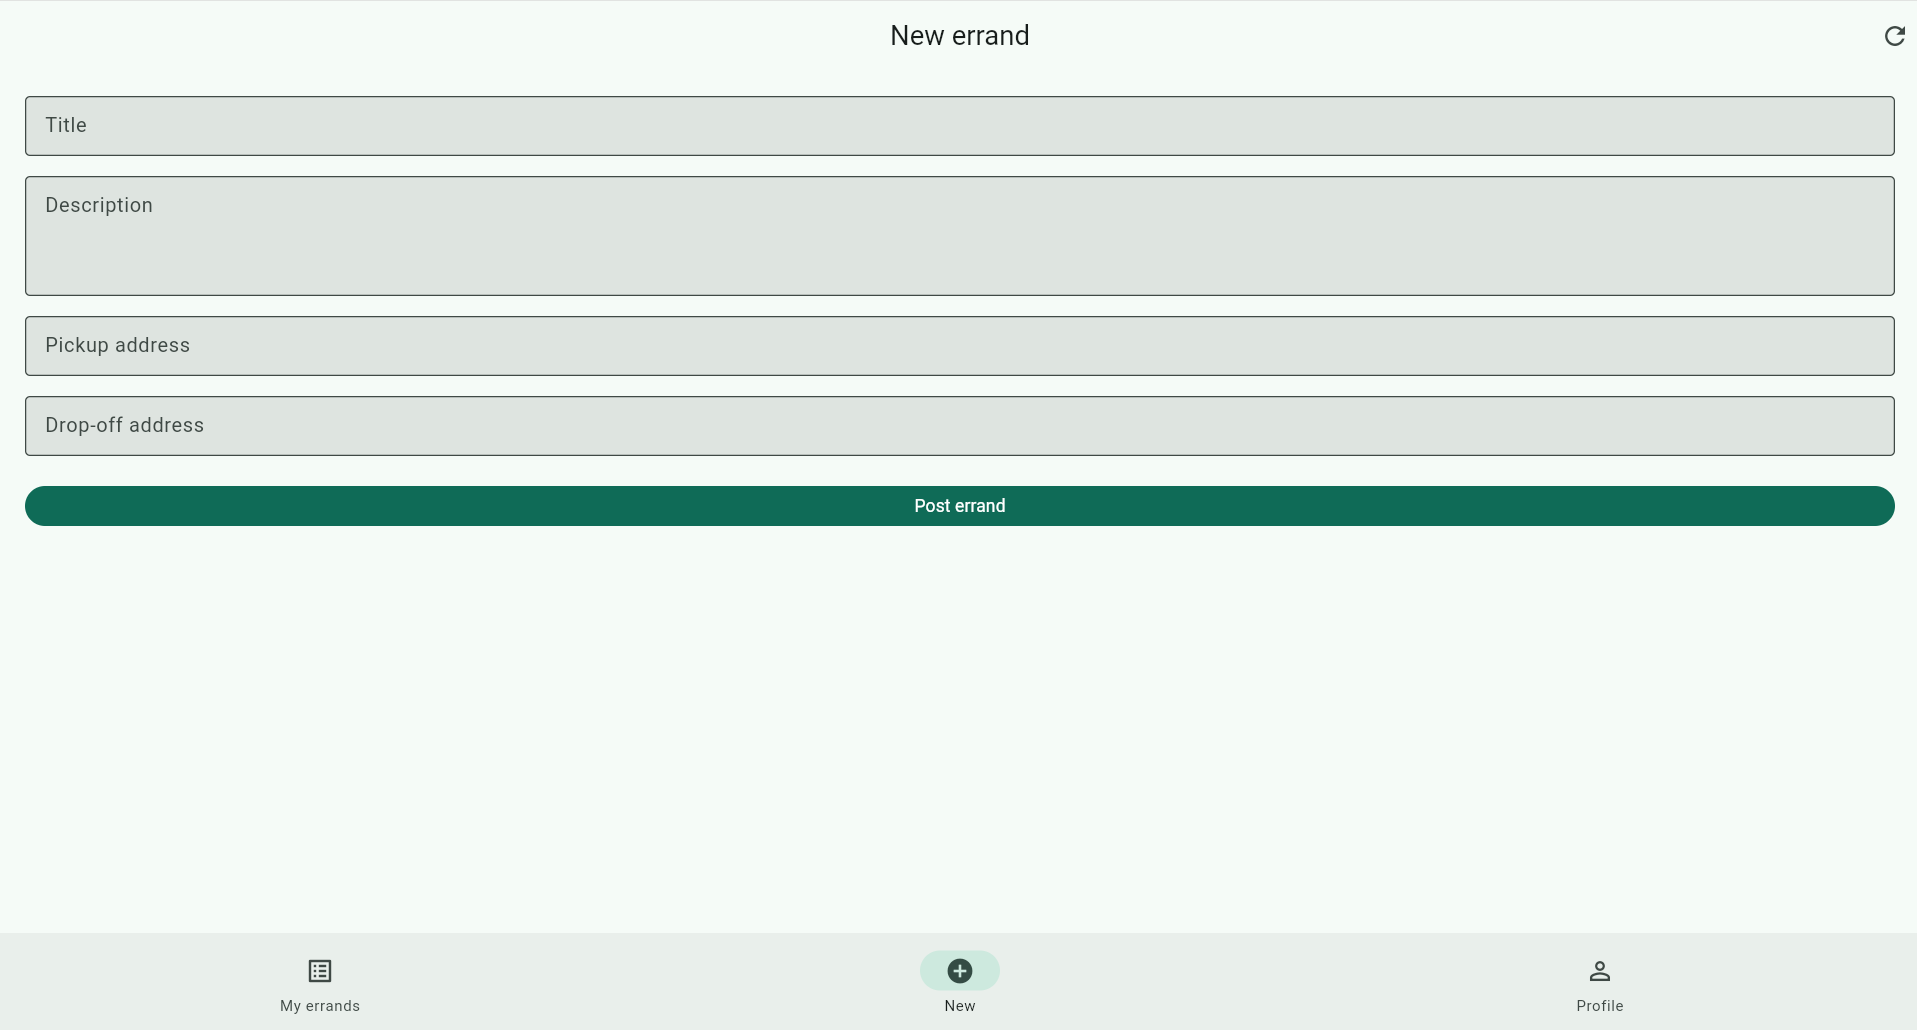 New errand
Title
Description
Pickup address
Drop-off address
Post errand
My errands
New
Profile